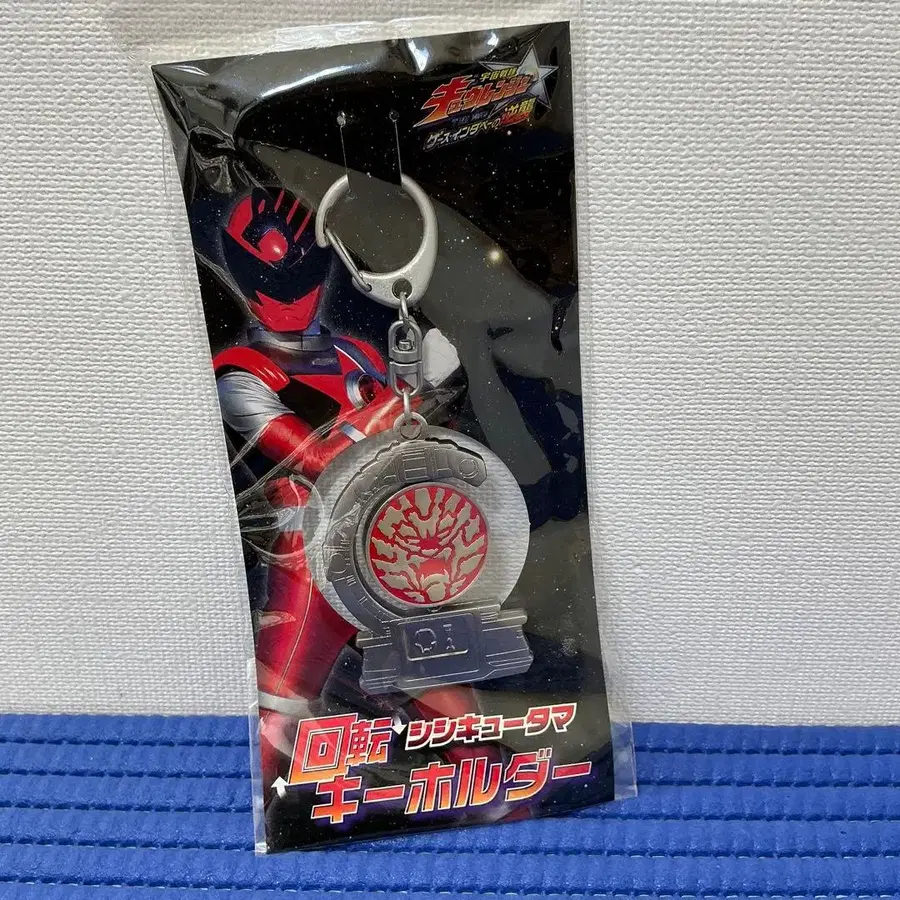 宇宙戦隊
キュウレンジャー
THE MOVIE
ゲース・インダベーの逆襲
回転 シシキュータマ
キーホルダー